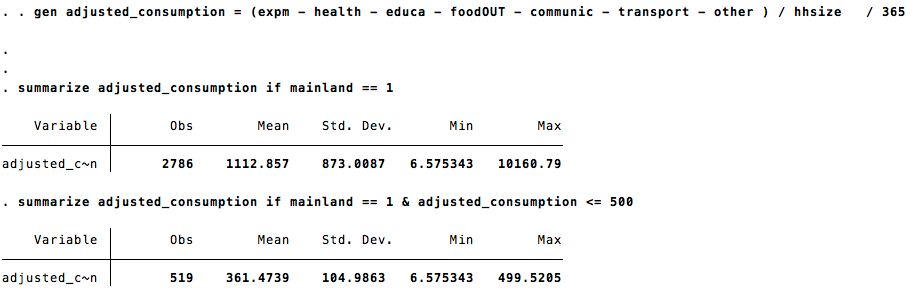 . . gen adjusted_consumption = (expm - health - educa - foodOUT - communic - transport - other ) / hhsize   / 365
.
.
. summarize adjusted_consumption if mainland == 1
Variable | Obs Mean Std. Dev. Min Max
adjusted_c~n | 2786 1112.857 873.0087 6.575343 10160.79
. summarize adjusted_consumption if mainland == 1 & adjusted_consumption <= 500
Variable | Obs Mean Std. Dev. Min Max
adjusted_c~n | 519 361.4739 104.9863 6.575343 499.5205